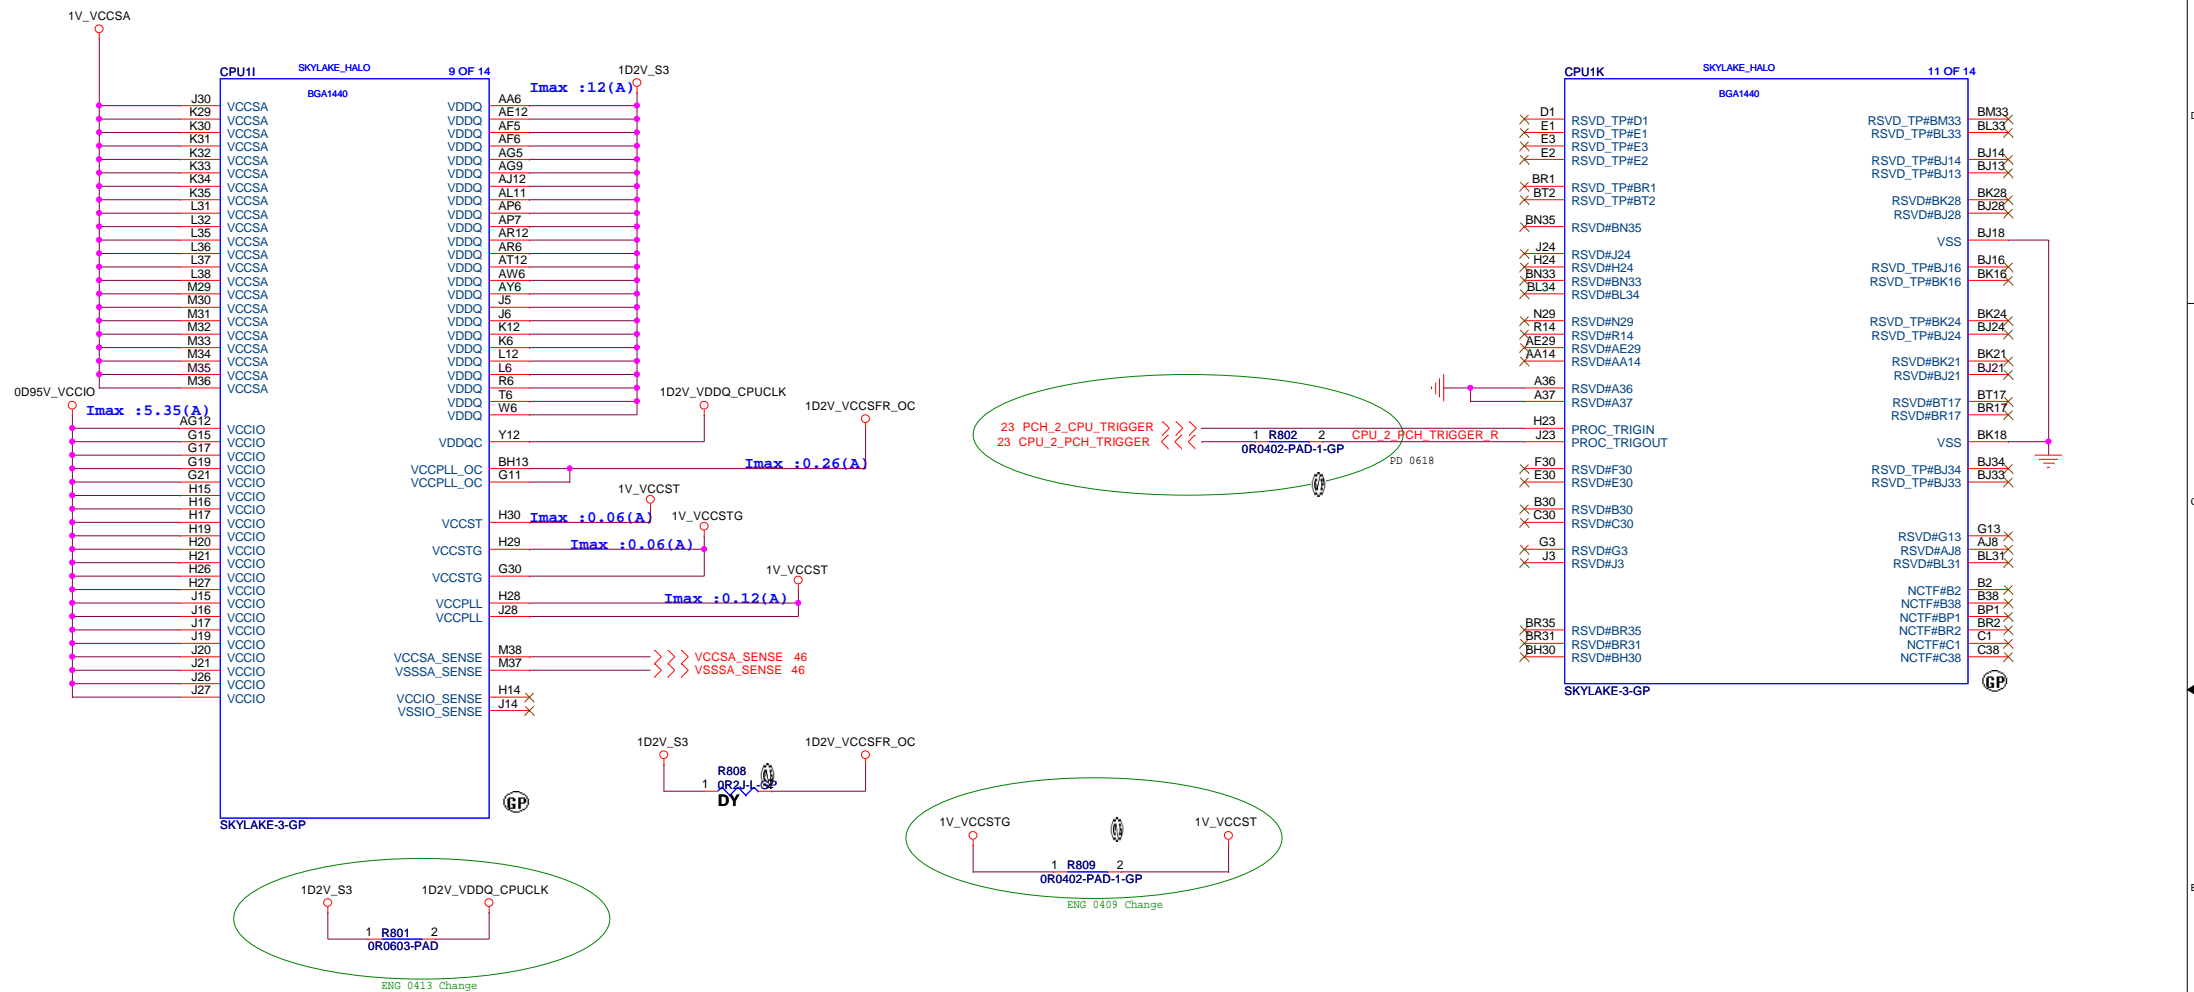 1V_VCCSA
CPU1I SKYLAKE_HALO 9 OF 14
BGA1440
J30 VCCSA
K29 VCCSA
K30 VCCSA
K31 VCCSA
K32 VCCSA
K33 VCCSA
K34 VCCSA
K35 VCCSA
L31 VCCSA
L32 VCCSA
L35 VCCSA
L36 VCCSA
L37 VCCSA
L38 VCCSA
M29 VCCSA
M30 VCCSA
M31 VCCSA
M32 VCCSA
M33 VCCSA
M34 VCCSA
M35 VCCSA
M36 VCCSA
0D95V_VCCIO
Imax :5.35(A)
AG12 VCCIO
G15 VCCIO
G17 VCCIO
G19 VCCIO
G21 VCCIO
H15 VCCIO
H16 VCCIO
H17 VCCIO
H19 VCCIO
H20 VCCIO
H21 VCCIO
H26 VCCIO
H27 VCCIO
J15 VCCIO
J16 VCCIO
J17 VCCIO
J19 VCCIO
J20 VCCIO
J21 VCCIO
J26 VCCIO
J27 VCCIO
1D2V_S3
Imax :12(A)
VDDQ AA6
VDDQ AE12
VDDQ AF5
VDDQ AF6
VDDQ AG5
VDDQ AG9
VDDQ AJ12
VDDQ AL11
VDDQ AP6
VDDQ AP7
VDDQ AR12
VDDQ AR6
VDDQ AT12
VDDQ AW6
VDDQ AY6
VDDQ J5
VDDQ J6
VDDQ K12
VDDQ K6
VDDQ L12
VDDQ L6
VDDQ R6
VDDQ T6
VDDQ W6
1D2V_VDDQ_CPUCLK
VDDQC Y12
1D2V_VCCSFR_OC
VCCPLL_OC BH13 Imax :0.26(A)
VCCPLL_OC G11
1V_VCCST
VCCST H30 Imax :0.06(A)
1V_VCCSTG
VCCSTG H29 Imax :0.06(A)
VCCSTG G30
1V_VCCST
VCCPLL H28 Imax :0.12(A)
VCCPLL J28
VCCSA_SENSE M38 VCCSA_SENSE 46
VSSSA_SENSE M37 VSSSA_SENSE 46
VCCIO_SENSE H14
VSSIO_SENSE J14
GP
SKYLAKE-3-GP
1D2V_S3 1D2V_VCCSFR_OC
R808
1 0R2J-L-GP
DY
1V_VCCSTG 1V_VCCST
1 R809 2
0R0402-PAD-1-GP
ENG 0409 Change
1D2V_S3 1D2V_VDDQ_CPUCLK
1 R801 2
0R0603-PAD
ENG 0413 Change
CPU1K SKYLAKE_HALO 11 OF 14
BGA1440
D1 RSVD_TP#D1
E1 RSVD_TP#E1
E3 RSVD_TP#E3
E2 RSVD_TP#E2
BR1 RSVD_TP#BR1
BT2 RSVD_TP#BT2
BN35 RSVD#BN35
J24 RSVD#J24
H24 RSVD#H24
BN33 RSVD#BN33
BL34 RSVD#BL34
N29 RSVD#N29
R14 RSVD#R14
AE29 RSVD#AE29
AA14 RSVD#AA14
A36 RSVD#A36
A37 RSVD#A37
23 PCH_2_CPU_TRIGGER H23 PROC_TRIGIN
23 CPU_2_PCH_TRIGGER 1 R802 2 CPU_2_PCH_TRIGGER_R J23 PROC_TRIGOUT
0R0402-PAD-1-GP
PD 0618
F30 RSVD#F30
E30 RSVD#E30
B30 RSVD#B30
C30 RSVD#C30
G3 RSVD#G3
J3 RSVD#J3
BR35 RSVD#BR35
BR31 RSVD#BR31
BH30 RSVD#BH30
RSVD_TP#BM33 BM33
RSVD_TP#BL33 BL33
RSVD_TP#BJ14 BJ14
RSVD_TP#BJ13 BJ13
RSVD#BK28 BK28
RSVD#BJ28 BJ28
VSS BJ18
RSVD_TP#BJ16 BJ16
RSVD_TP#BK16 BK16
RSVD_TP#BK24 BK24
RSVD_TP#BJ24 BJ24
RSVD#BK21 BK21
RSVD#BJ21 BJ21
RSVD#BT17 BT17
RSVD#BR17 BR17
VSS BK18
RSVD_TP#BJ34 BJ34
RSVD_TP#BJ33 BJ33
RSVD#G13 G13
RSVD#AJ8 AJ8
RSVD#BL31 BL31
NCTF#B2 B2
NCTF#B38 B38
NCTF#BP1 BP1
NCTF#BR2 BR2
NCTF#C1 C1
NCTF#C38 C38
GP
SKYLAKE-3-GP